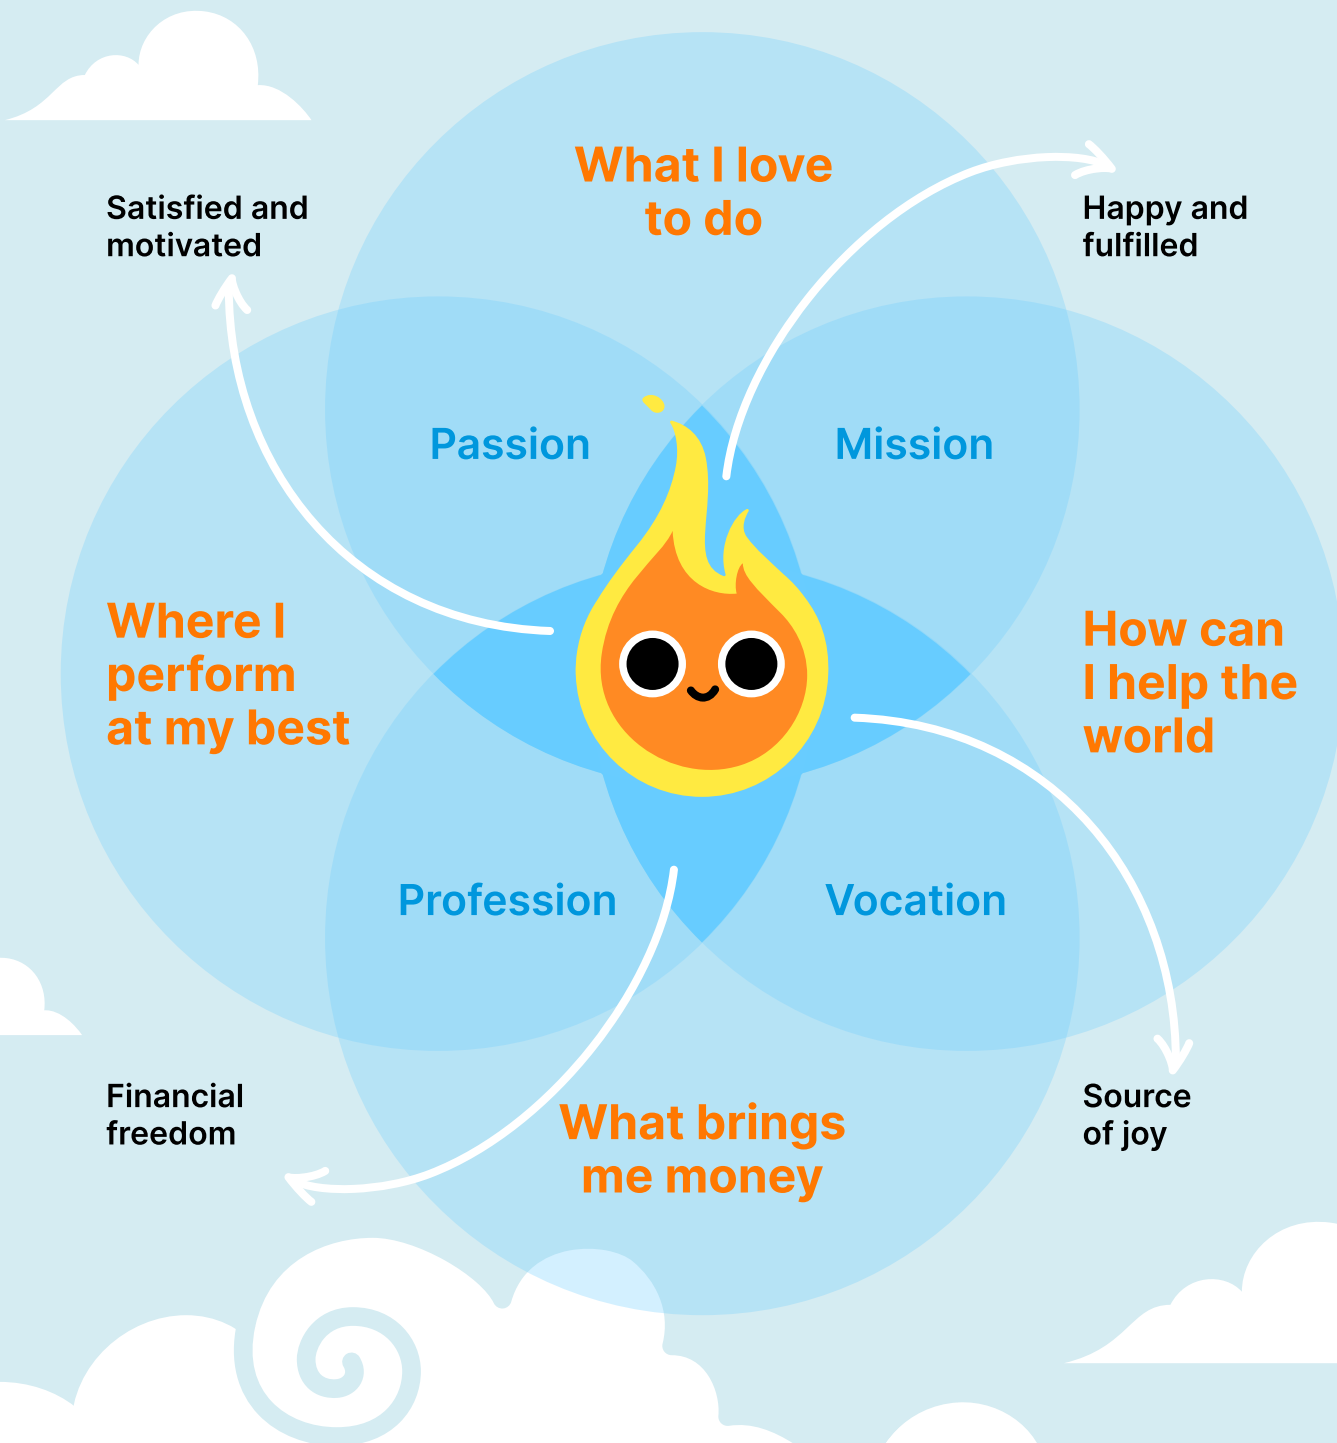 What I love
to do
Satisfied and
motivated
Happy and
fulfilled
Passion
Mission
Where I
perform
at my best
How can
I help the
world
Profession
Vocation
Financial
freedom
What brings
me money
Source
of joy